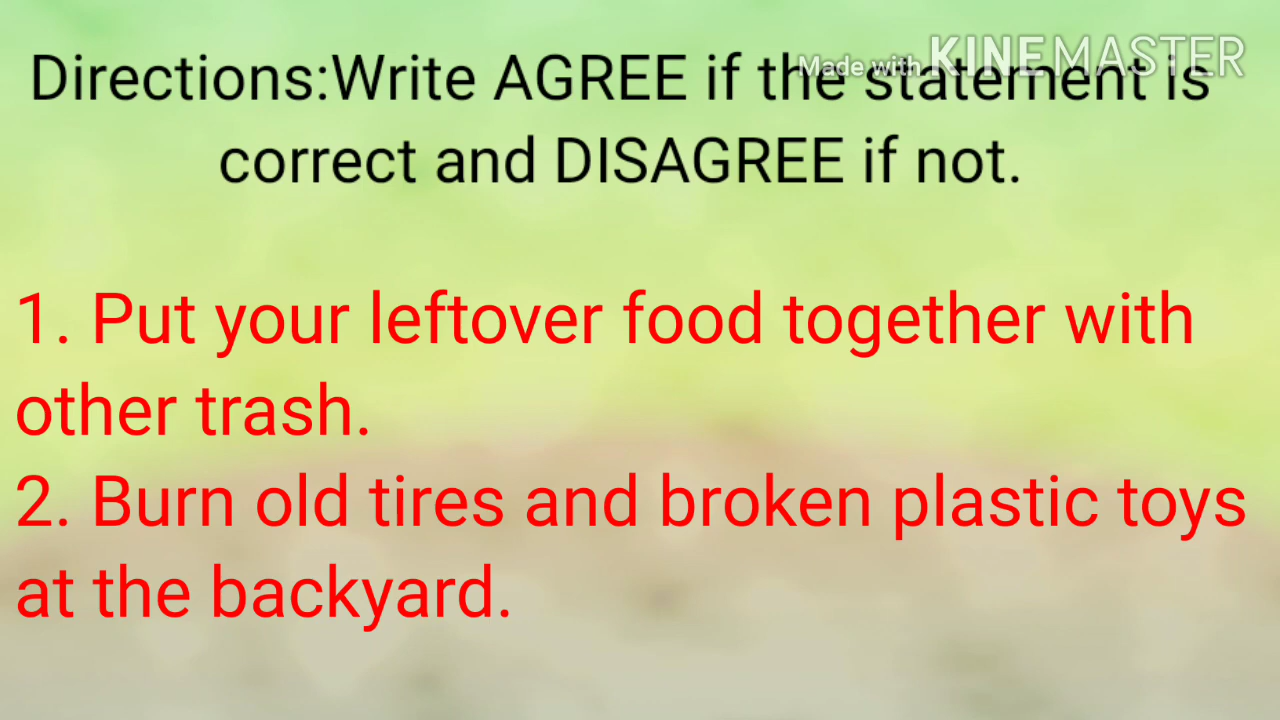 Made with KINEMASTER
Directions:Write AGREE if the statement is
correct and DISAGREE if not.
1. Put your leftover food together with
other trash.
2. Burn old tires and broken plastic toys
at the backyard.